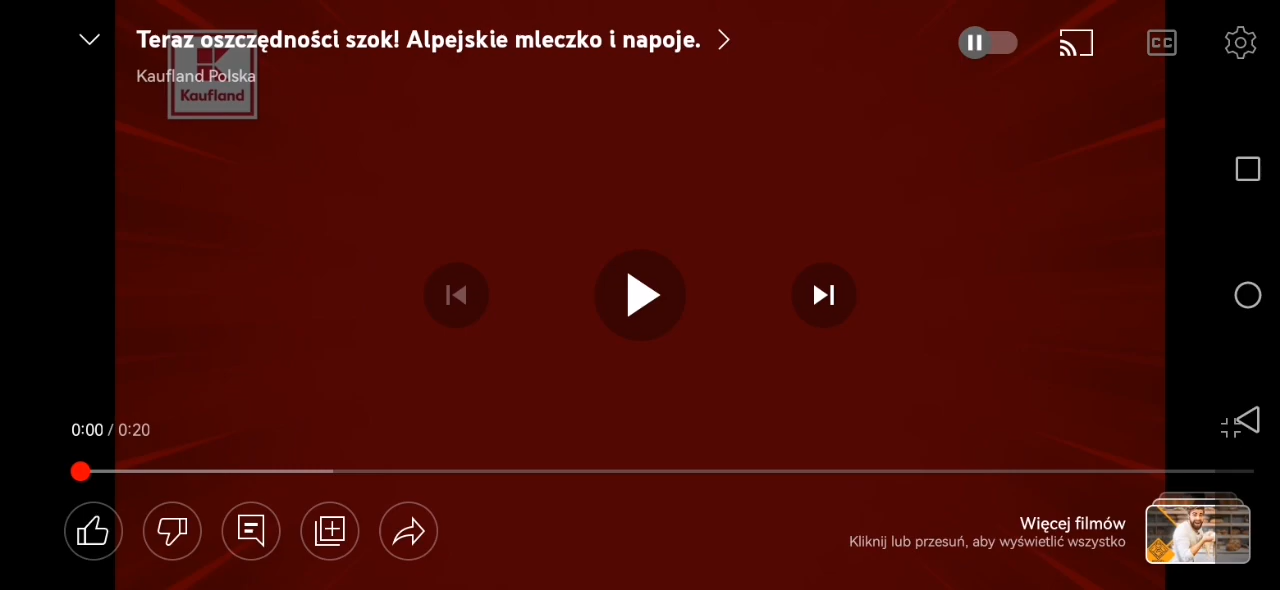 Teraz oszczędności szok! Alpejskie mleczko i napoje.
Kaufland Polska
Kaufland
CC
0:00 / 0:20
Więcej filmów
Kliknij lub przesuń, aby wyświetlić wszystko